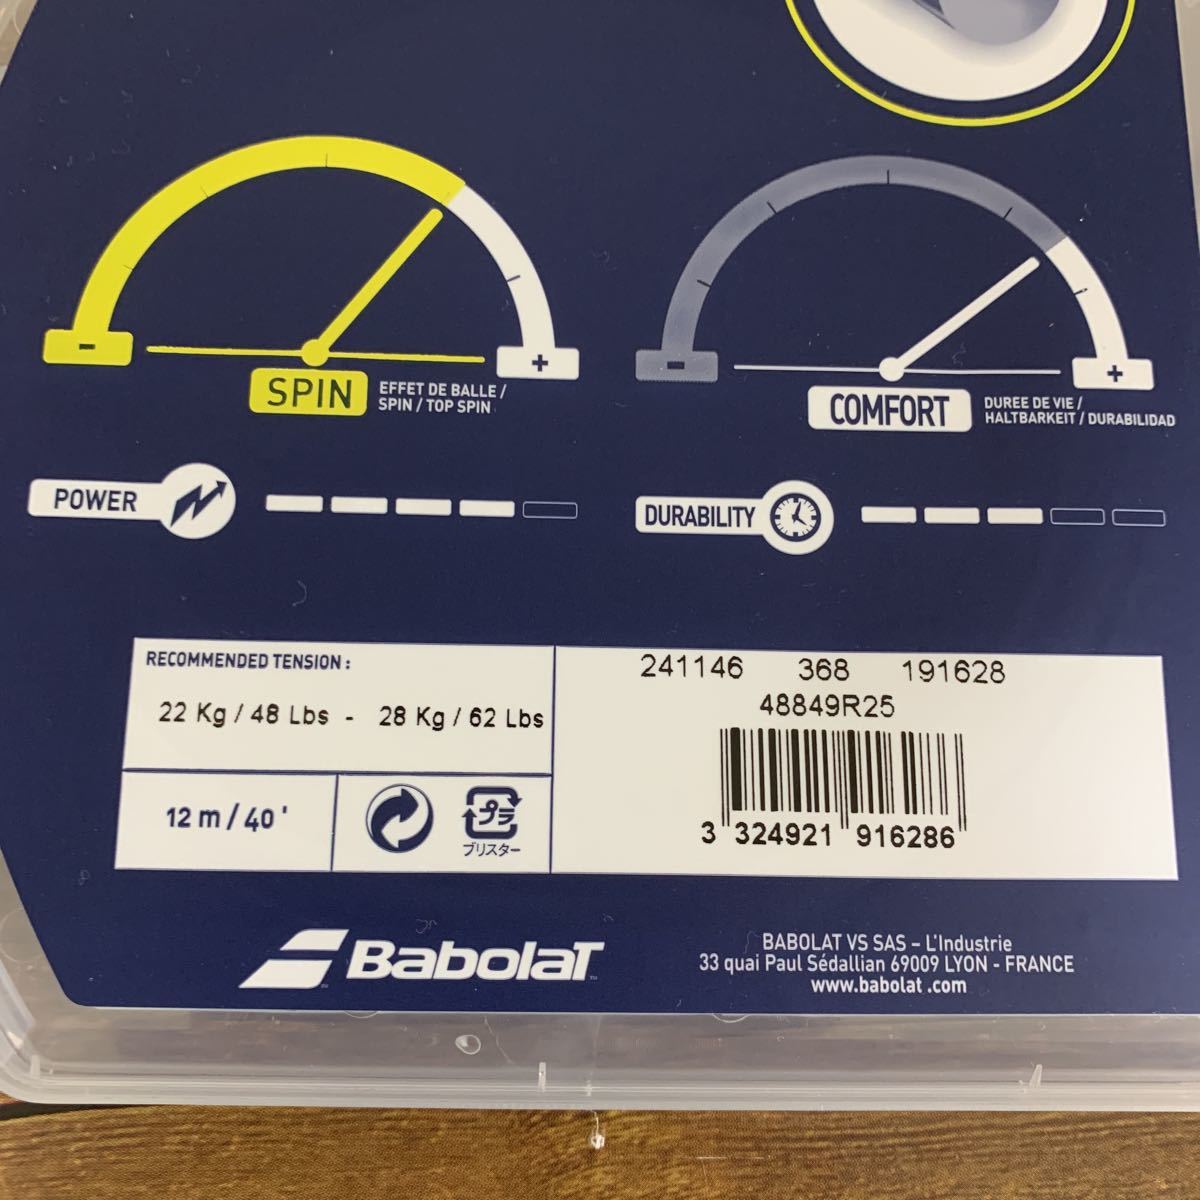 -
+
SPIN
EFFET DE BALLE /
SPIN / TOP SPIN
-
+
COMFORT
DUREE DE VIE /
HALTBARKEIT / DURABILIDAD
POWER
DURABILITY
RECOMMENDED TENSION :
22 Kg / 48 Lbs - 28 Kg / 62 Lbs
12 m / 40 '
プラ
ブリスター
241146 368 191628
48849R25
3 324921 916286
BabolaT
BABOLAT VS SAS – L'Industrie
33 quai Paul Sédallian 69009 LYON - FRANCE
www.babolat .com